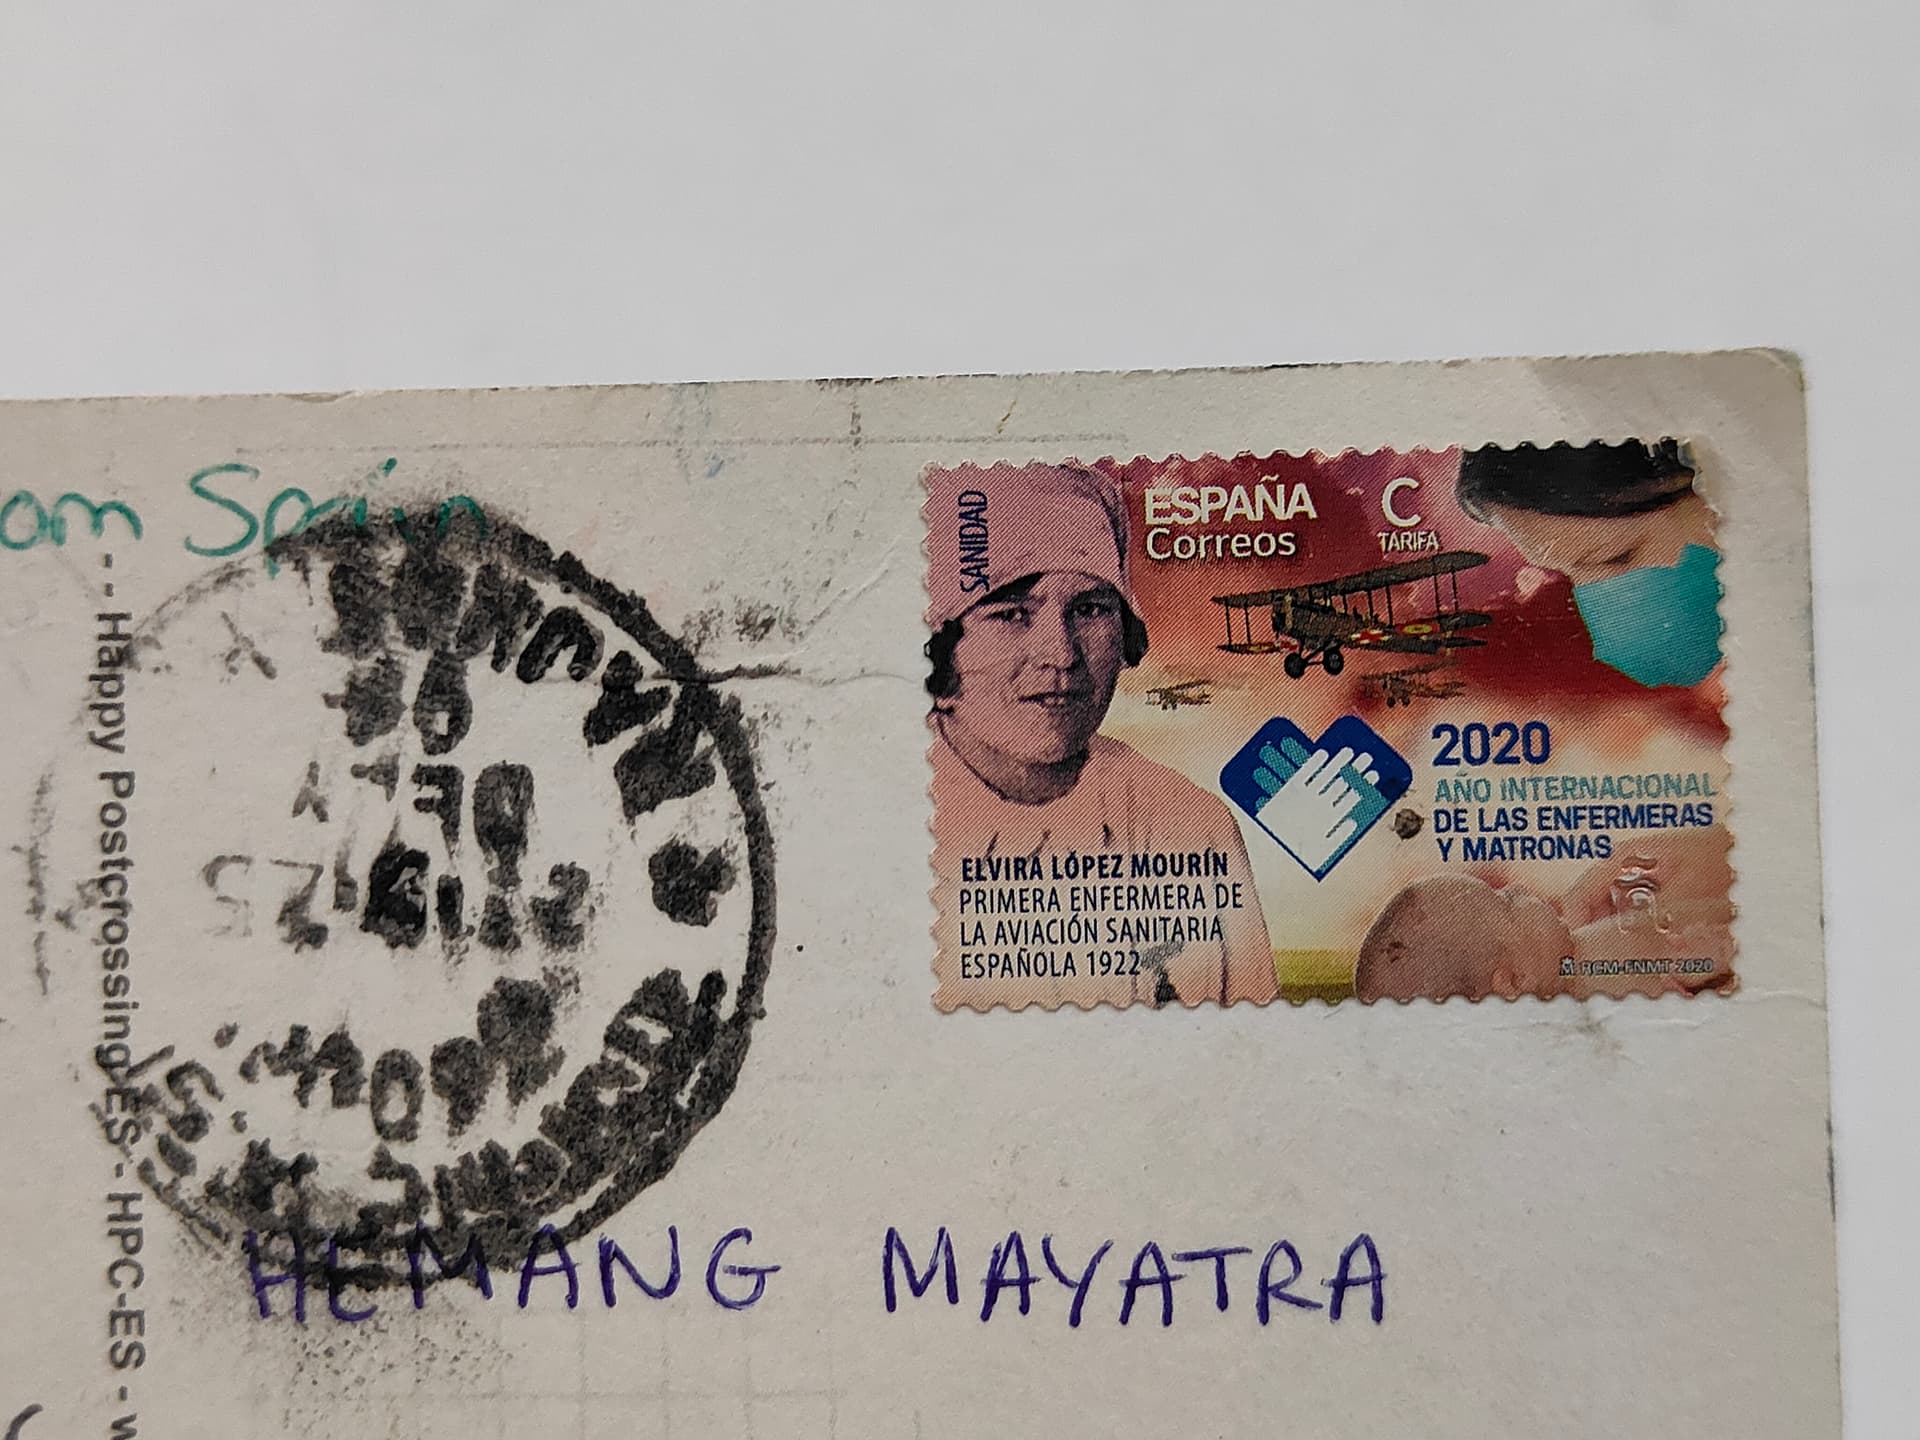 om Spain
- - Happy Postcrossing-ES - HPC-ES - w
SANIDAD
ESPAÑA
Correos
C
TARIFA
2020
AÑO INTERNACIONAL
DE LAS ENFERMERAS
Y MATRONAS
ELVIRA LÓPEZ MOURÍN
PRIMERA ENFERMERA DE
LA AVIACIÓN SANITARIA
ESPAÑOLA 1922
RCM-FNMT 2020
HEMANG MAYATRA